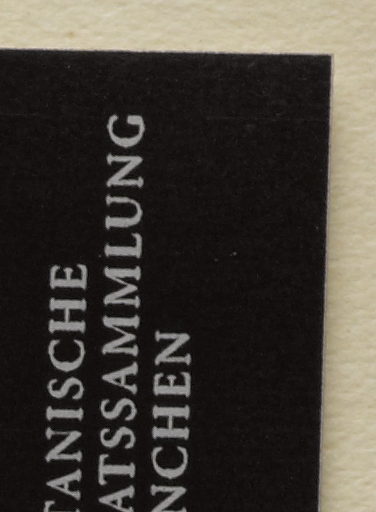 TANISCHE
ATSSAMMLUNG
NCHEN